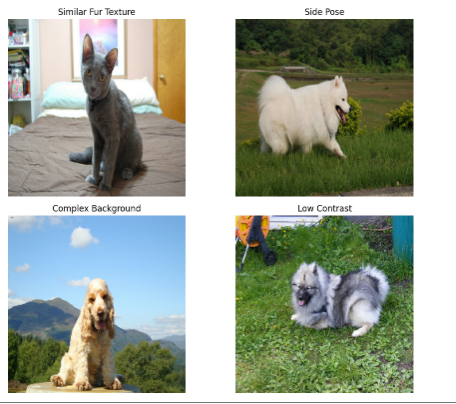 Similar Fur Texture
Side Pose
Complex Background
Low Contrast